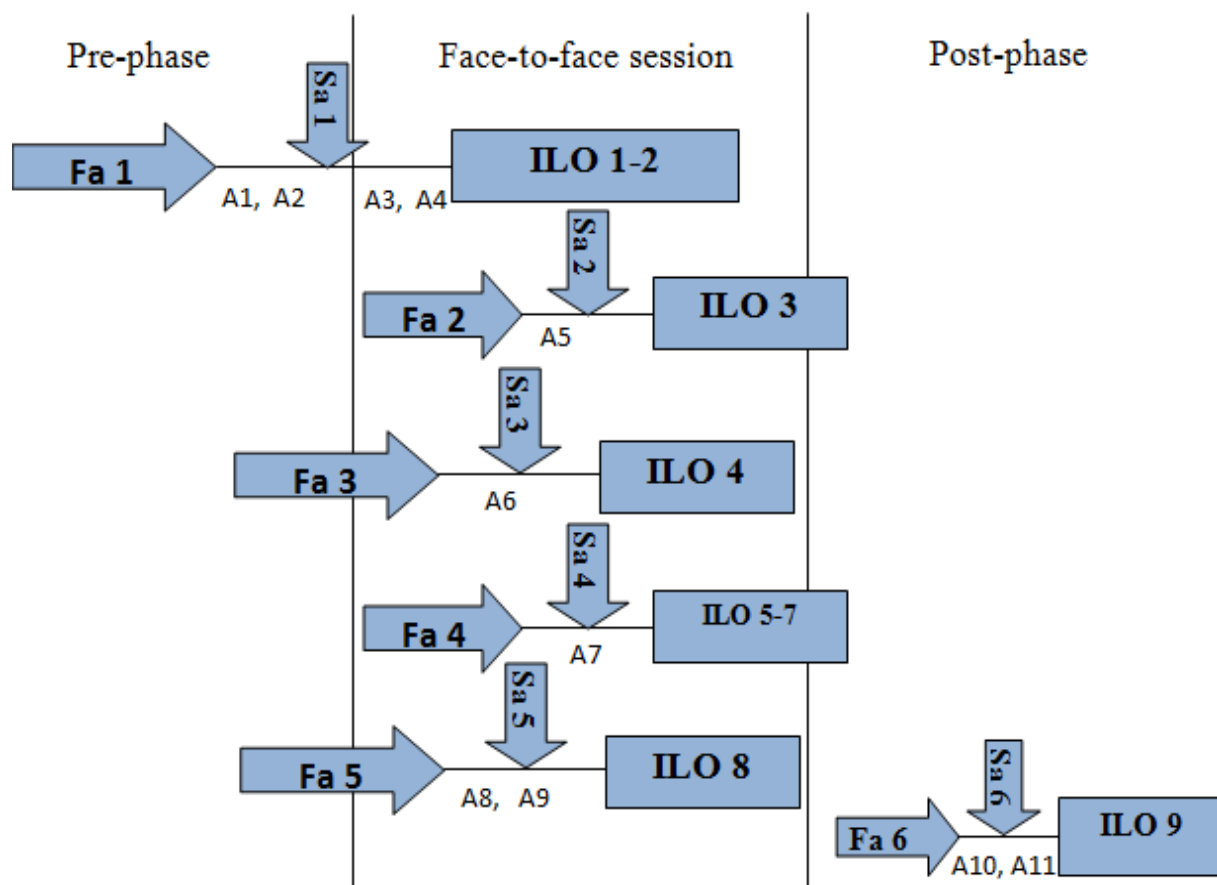 Pre-phase
Face-to-face session
Post-phase
Sa 1
Fa 1
ILO 1-2
A1, A2
A3, A4
Sa 2
Fa 2
ILO 3
A5
Sa 3
Fa 3
ILO 4
A6
Sa 4
Fa 4
ILO 5-7
A7
Sa 5
Fa 5
ILO 8
A8, A9
Sa 6
Fa 6
ILO 9
A10, A11